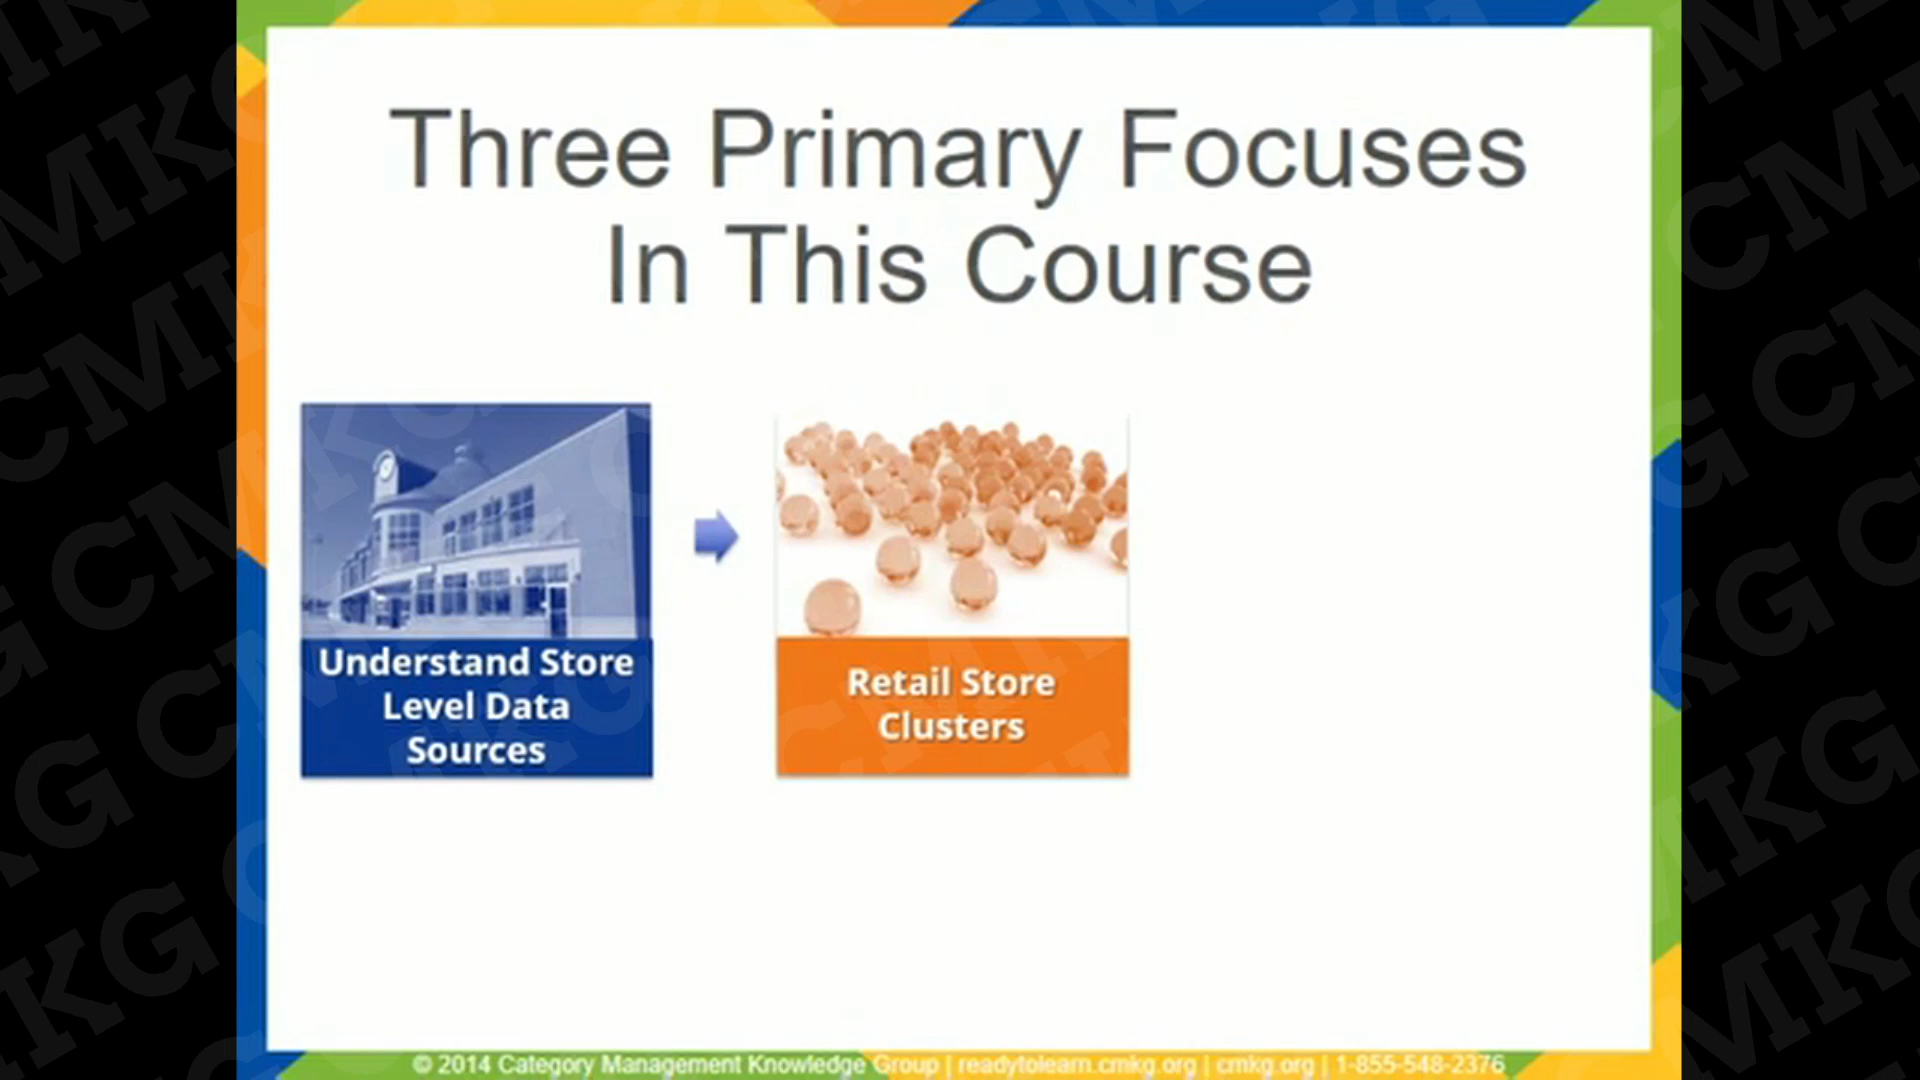 Three Primary Focuses
In This Course
Understand Store
Level Data
Sources
Retail Store
Clusters
© 2014 Category Management Knowledge Group | readytolearn.cmkg.org | cmkg.org | 1-855-548-2376
CMKG